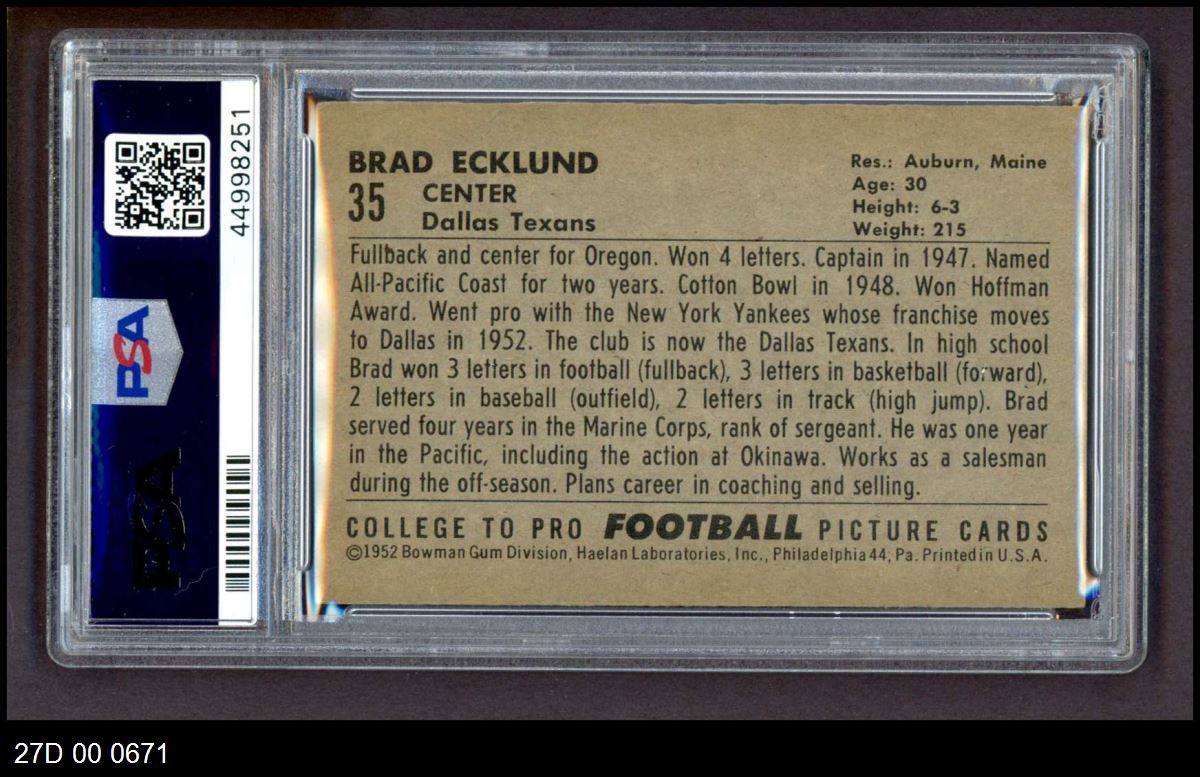 44998251
PSA
PSA
BRAD ECKLUND
35 CENTER
Dallas Texans
Res.: Auburn, Maine
Age: 30
Height: 6-3
Weight: 215
Fullback and center for Oregon. Won 4 letters. Captain in 1947. Named
All-Pacific Coast for two years. Cotton Bowl in 1948. Won Hoffman
Award. Went pro with the New York Yankees whose franchise moves
to Dallas in 1952. The club is now the Dallas Texans. In high school
Brad won 3 letters in football (fullback), 3 letters in basketball (forward),
2 letters in baseball (outfield), 2 letters in track (high jump). Brad
served four years in the Marine Corps, rank of sergeant. He was one year
in the Pacific, including the action at Okinawa. Works as a salesman
during the off-season. Plans career in coaching and selling.
COLLEGE TO PRO FOOTBALL PICTURE CARDS
©1952 Bowman Gum Division, Haelan Laboratories, Inc., Philadelphia 44, Pa. Printed in U.S.A.
27D 00 0671